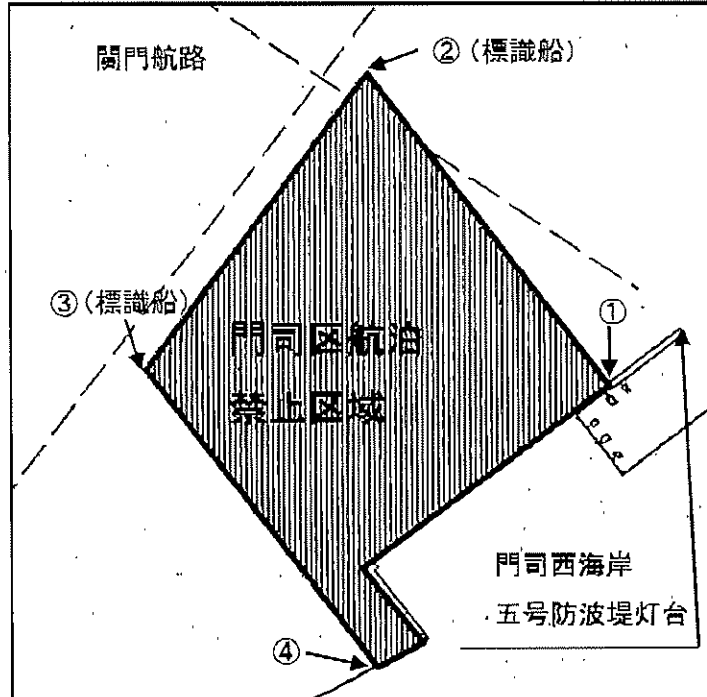 關門航路
②(標識船)
③(標識船)
①
門司区航泊
禁止区域
門司西海岸
五号防波堤灯台
④